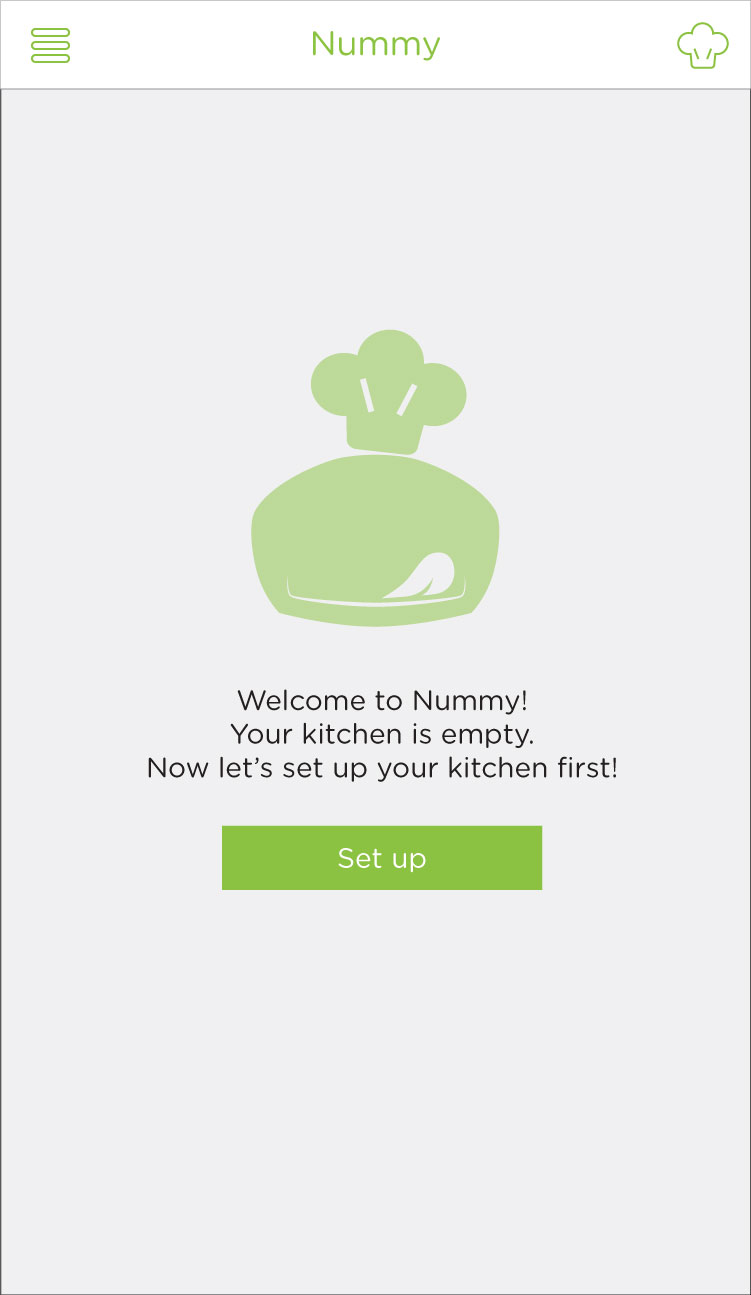 Nummy
Welcome to Nummy!
Your kitchen is empty.
Now let’s set up your kitchen first!
Set up